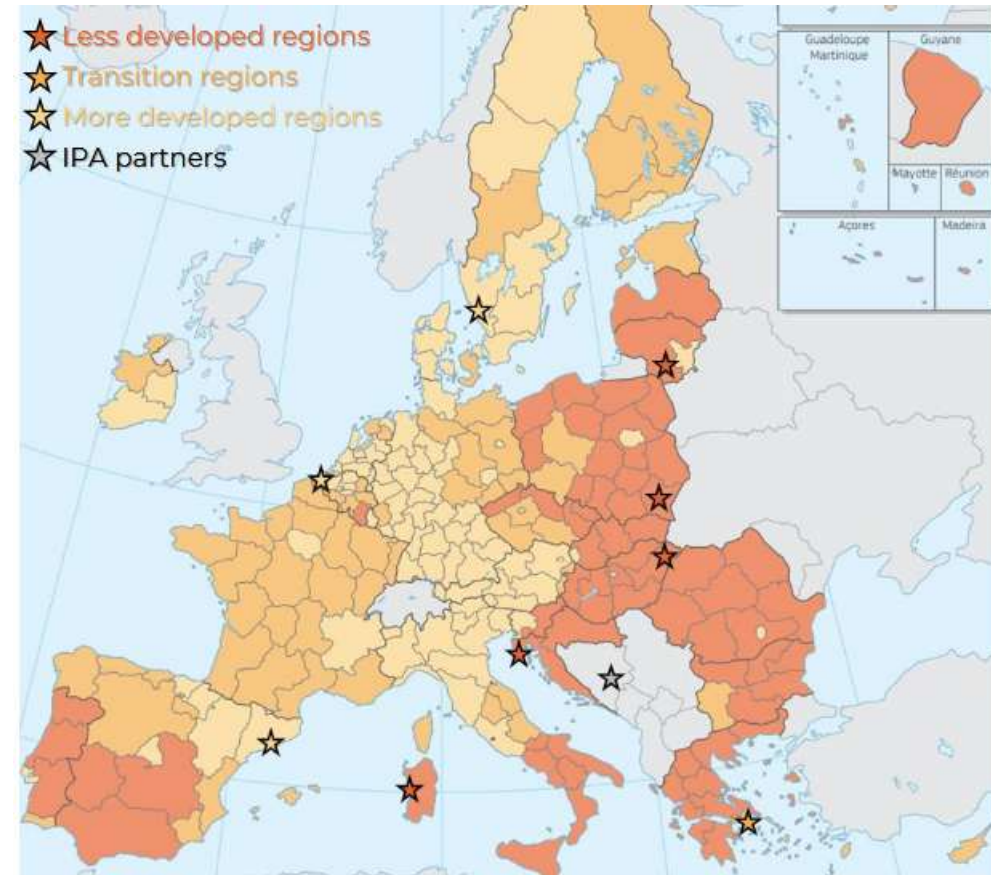 Less developed regions
Transition regions
More developed regions
IPA partners
Guadeloupe
Martinique
Guyane
Mayotte
Réunion
Açores
Madeira